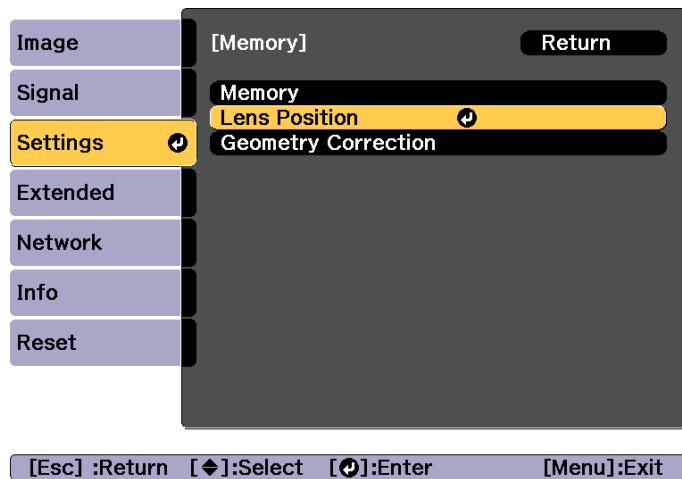 Image
Signal
Settings
Extended
Network
Info
Reset
[Memory] Return
Memory
Lens Position
Geometry Correction
[Esc] :Return [◆]:Select [↵]:Enter [Menu]:Exit